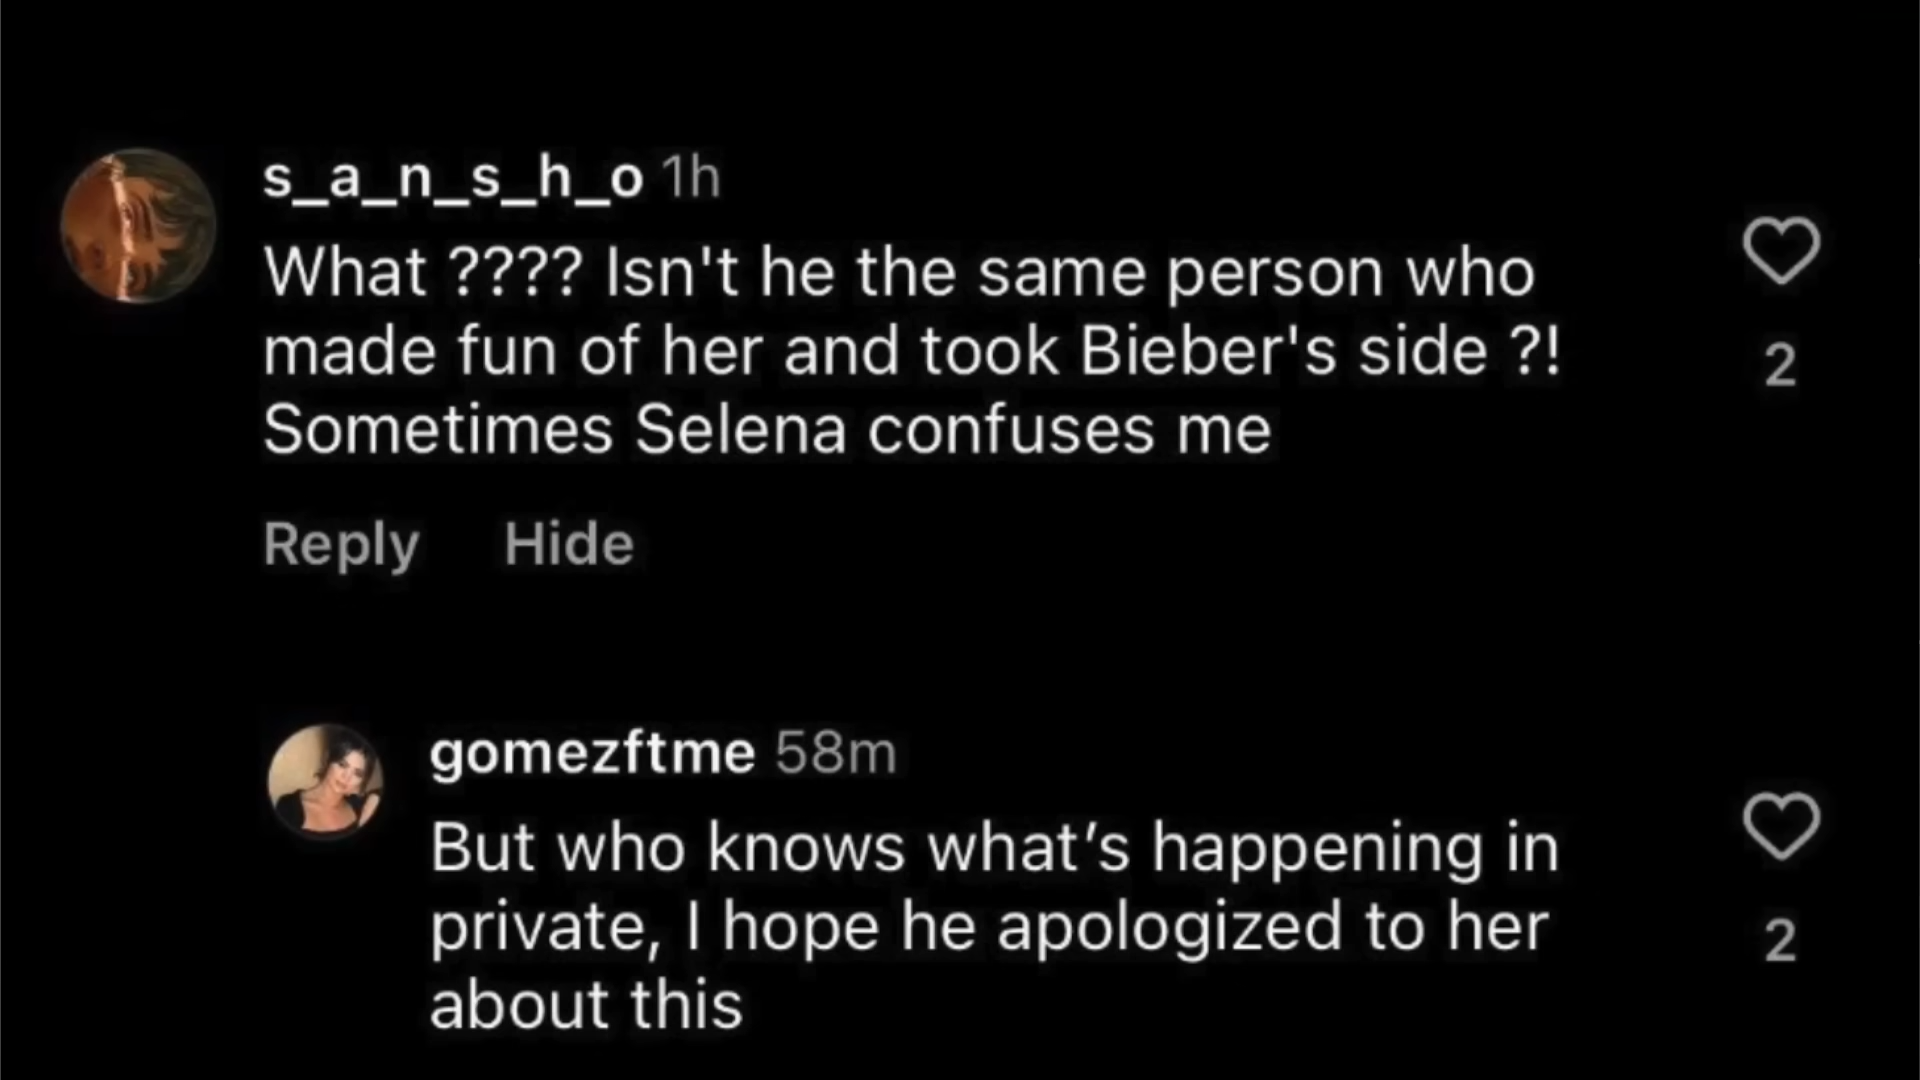 s_a_n_s_h_o 1h
What ???? Isn't he the same person who
made fun of her and took Bieber's side ?!
Sometimes Selena confuses me
2
Reply Hide
gomezftme 58m
But who knows what’s happening in
private, I hope he apologized to her
about this
2